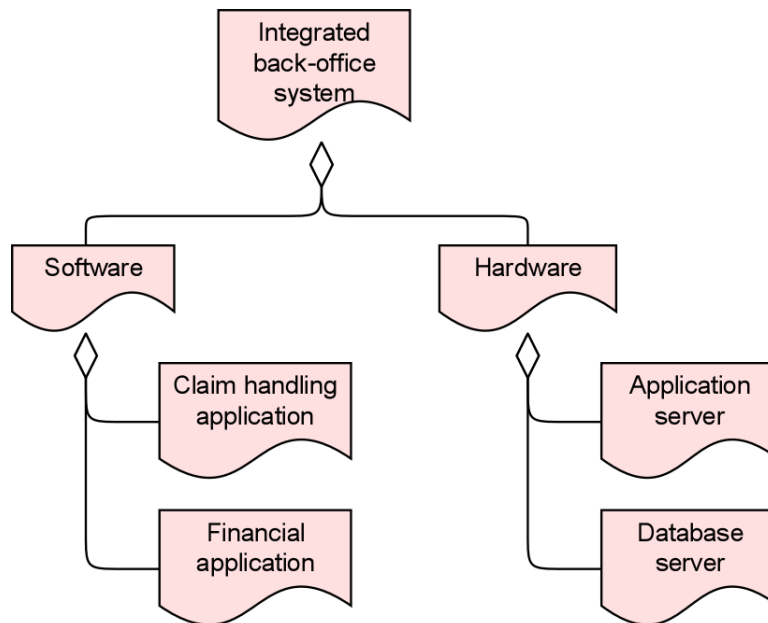 Integrated
back-office
system
Software
Hardware
Claim handling
application
Application
server
Financial
application
Database
server